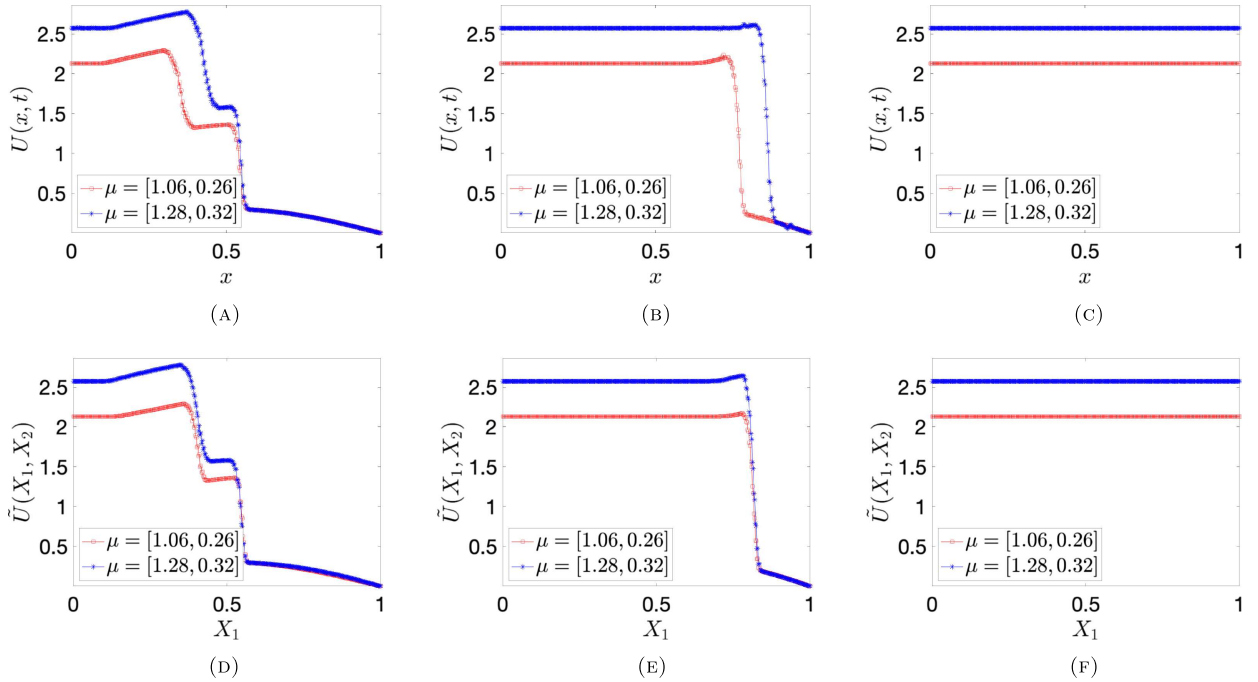 U(x, t)
2.5
2
1.5
1
0.5
μ = [1.06, 0.26]
μ = [1.28, 0.32]
0
0.5
1
x
(A)
U(x, t)
2.5
2
1.5
1
0.5
μ = [1.06, 0.26]
μ = [1.28, 0.32]
0
0.5
1
x
(B)
U(x, t)
2.5
2
1.5
1
0.5
μ = [1.06, 0.26]
μ = [1.28, 0.32]
0
0.5
1
x
(C)
Ũ(X₁, X₂)
2.5
2
1.5
1
0.5
μ = [1.06, 0.26]
μ = [1.28, 0.32]
0
0.5
1
X₁
(D)
Ũ(X₁, X₂)
2.5
2
1.5
1
0.5
μ = [1.06, 0.26]
μ = [1.28, 0.32]
0
0.5
1
X₁
(E)
Ũ(X₁, X₂)
2.5
2
1.5
1
0.5
μ = [1.06, 0.26]
μ = [1.28, 0.32]
0
0.5
1
X₁
(F)